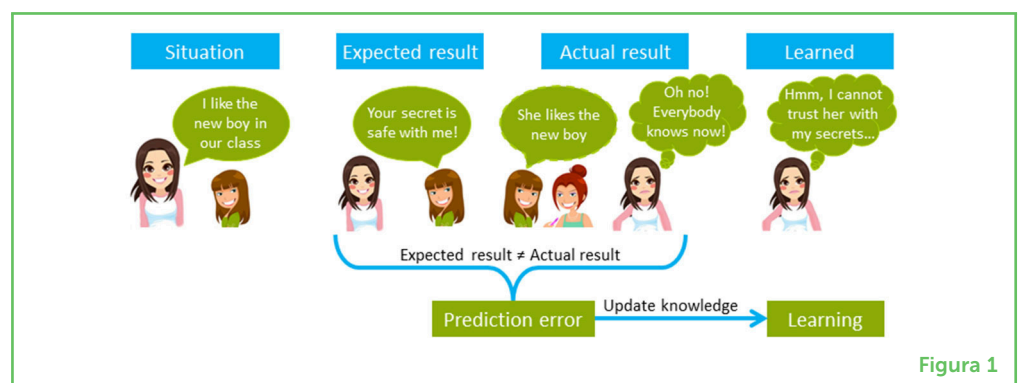 Situation
Expected result
Actual result
Learned
I like the
new boy in
our class
Your secret is
safe with me!
She likes the
new boy
Oh no!
Everybody
knows now!
Hmm, I cannot
trust her with
my secrets...
Expected result ≠ Actual result
Prediction error
Update knowledge
Learning
Figura 1